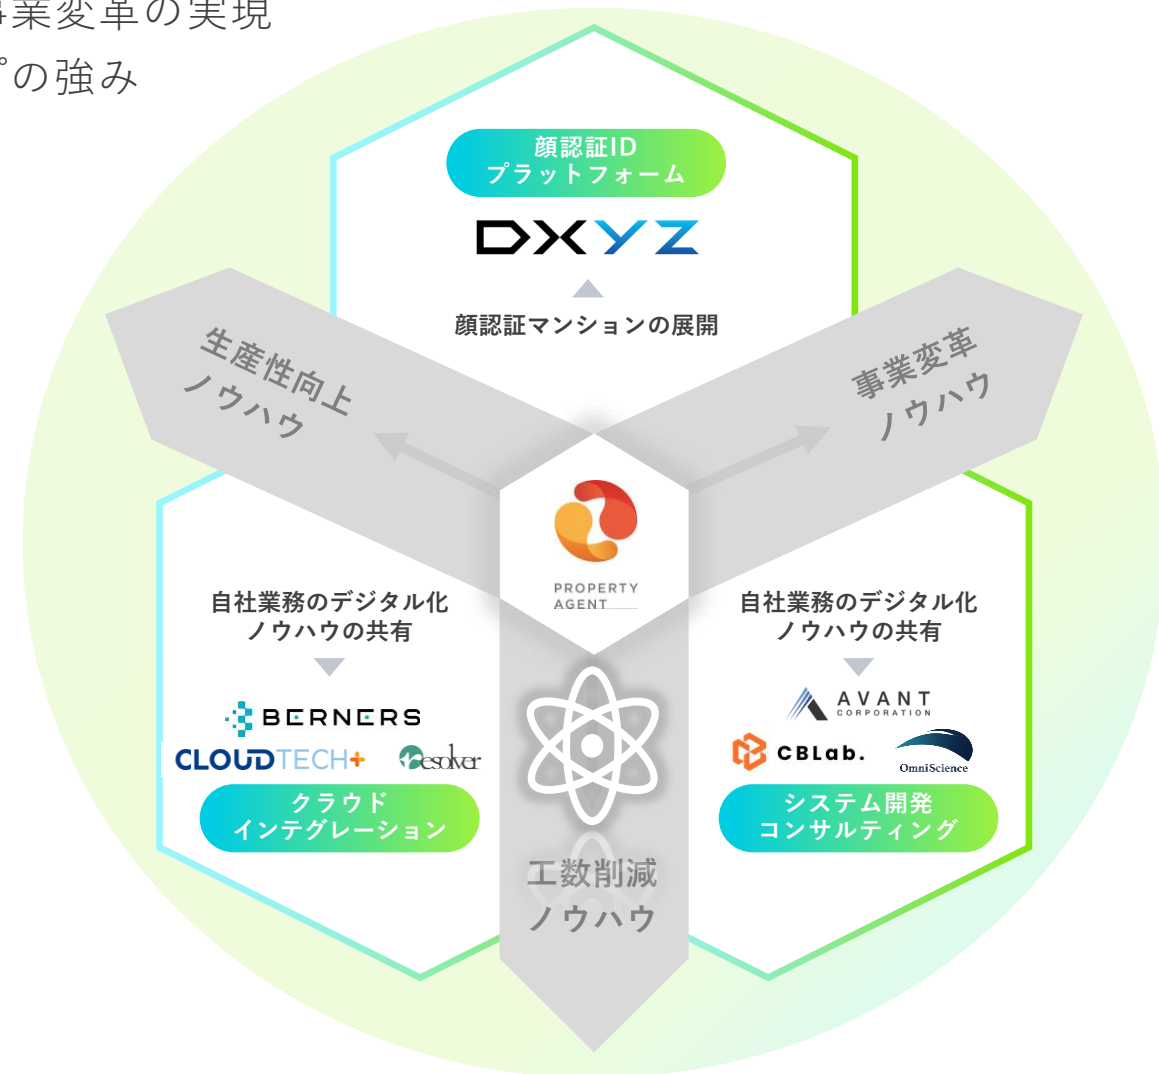 事業変革の実現
プの強み
顔認証ID
プラットフォーム
DXYZ
顔認証マンションの展開
生産性向上
ノウハウ
事業変革
ノウハウ
PROPERTY
AGENT
自社業務のデジタル化
ノウハウの共有
BERNERS
CLOUDTECH+
resolver
クラウド
インテグレーション
自社業務のデジタル化
ノウハウの共有
AVANT
CORPORATION
CBLab.
OmniScience
システム開発
コンサルティング
工数削減
ノウハウ